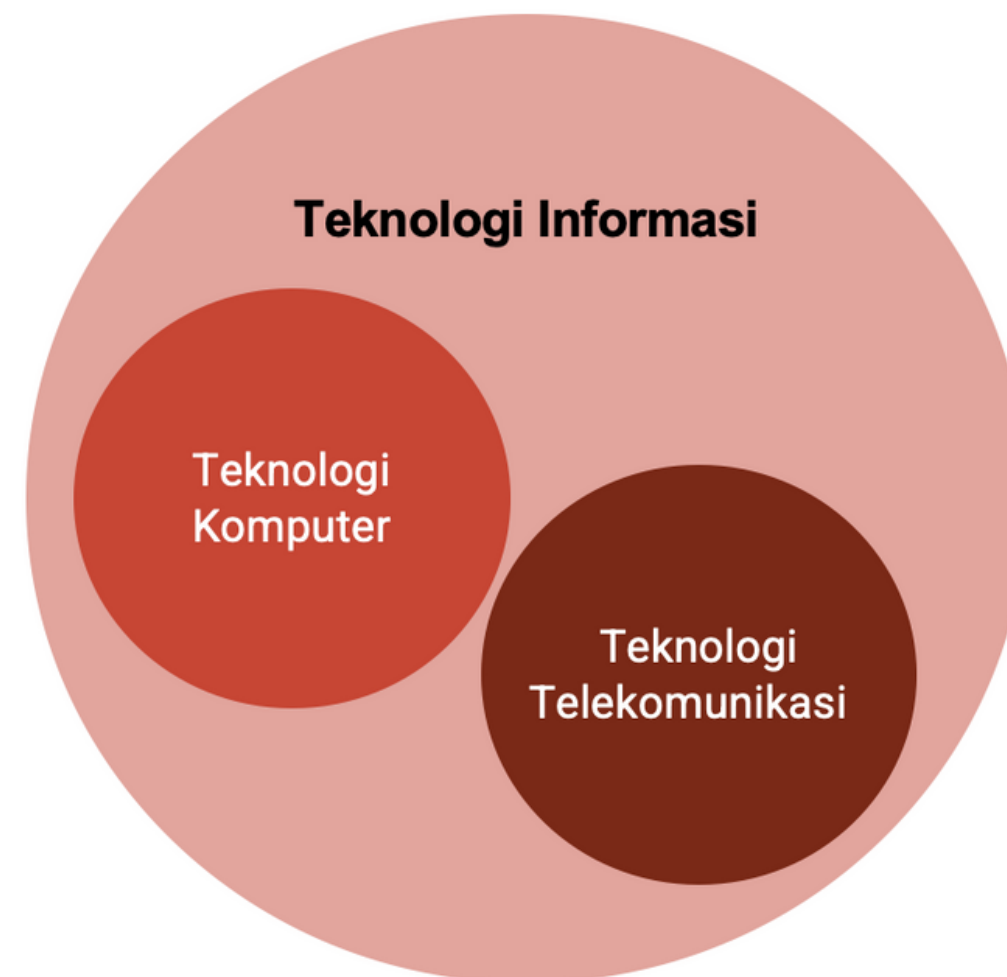 Teknologi Informasi
Teknologi
Komputer
Teknologi
Telekomunikasi